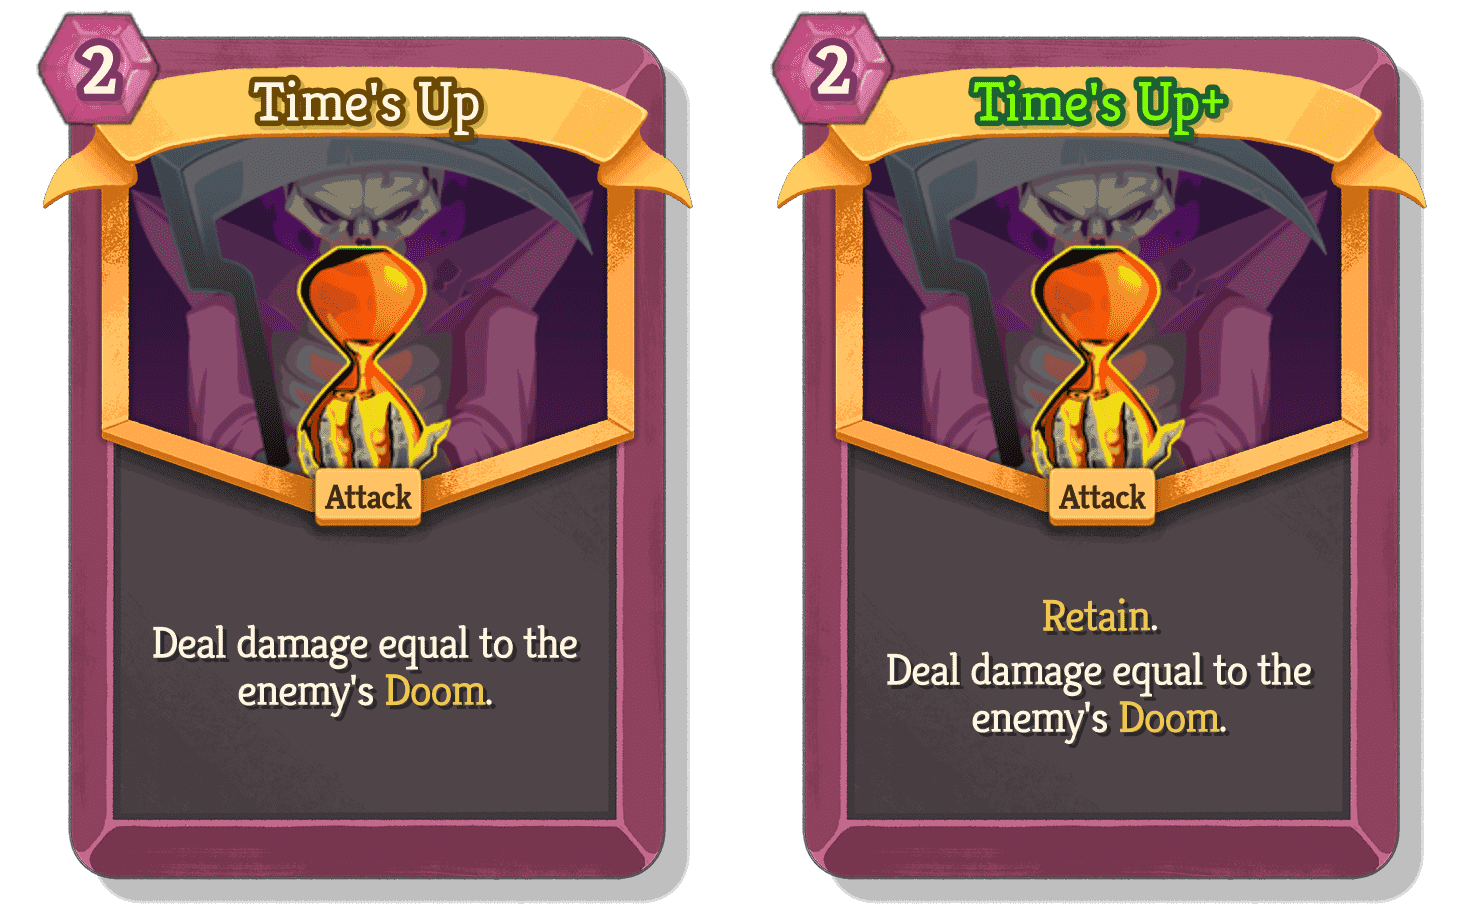 2
Time's Up
Attack
Deal damage equal to the
enemy's Doom.
2
Time's Up+
Attack
Retain.
Deal damage equal to the
enemy's Doom.